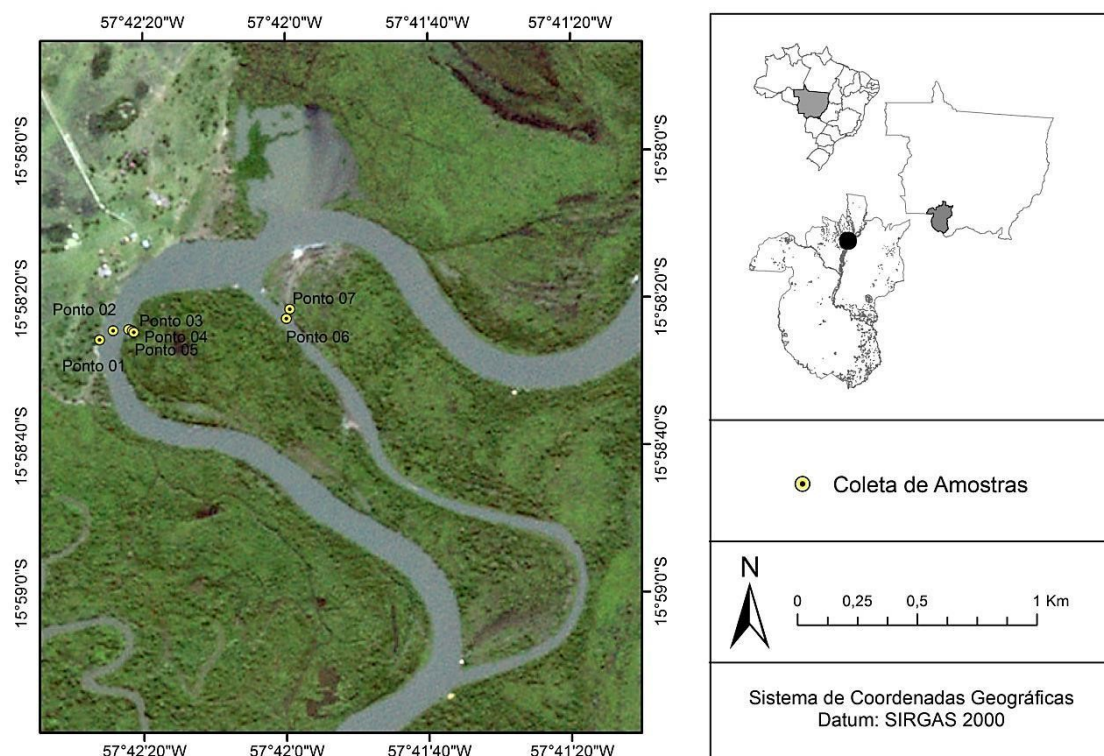 57°42'20"W 57°42'0"W 57°41'40"W 57°41'20"W
15°58'0"S 15°58'0"S
15°58'20"S 15°58'20"S
15°58'40"S 15°58'40"S
15°59'0"S 15°59'0"S
Ponto 07
Ponto 02
Ponto 03
Ponto 04
Ponto 06
Ponto 05
Ponto 01
57°42'20"W 57°42'0"W 57°41'40"W 57°41'20"W
Coleta de Amostras
N
0 0,25 0,5 1 Km
Sistema de Coordenadas Geográficas
Datum: SIRGAS 2000